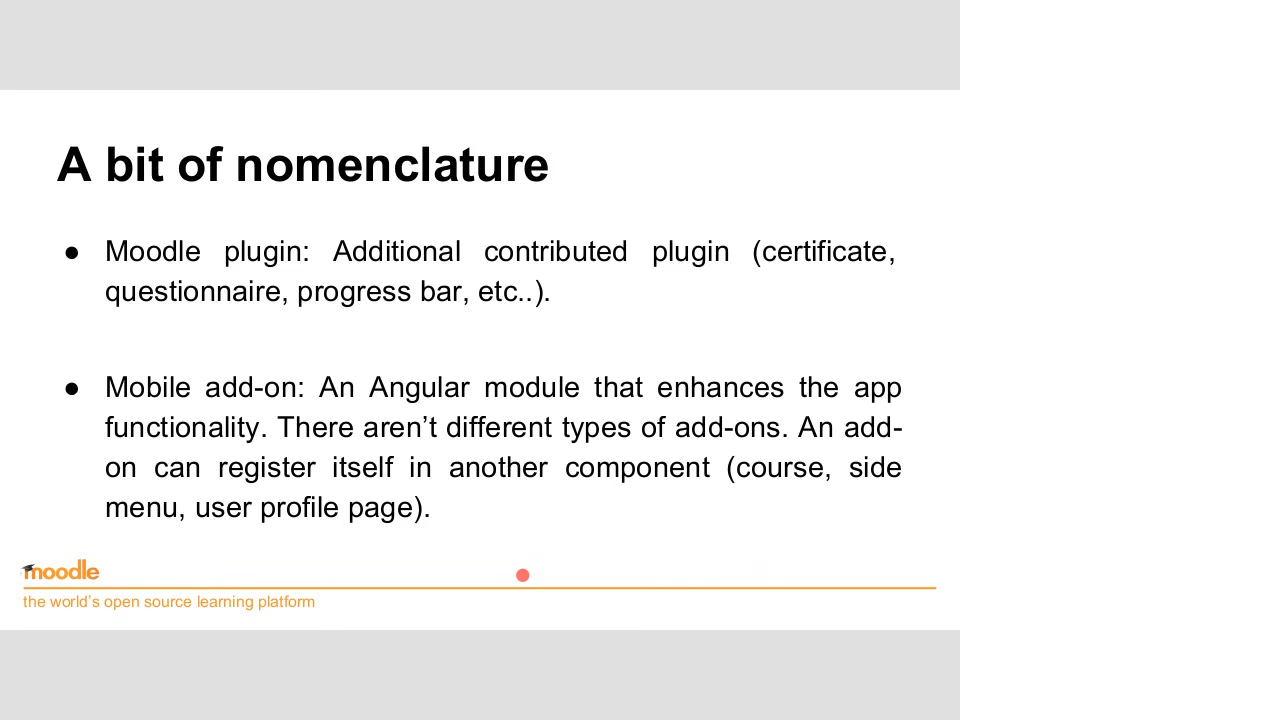 A bit of nomenclature
● Moodle plugin: Additional contributed plugin (certificate,
questionnaire, progress bar, etc..).
● Mobile add-on: An Angular module that enhances the app
functionality. There aren’t different types of add-ons. An add-
on can register itself in another component (course, side
menu, user profile page).
moodle
the world’s open source learning platform